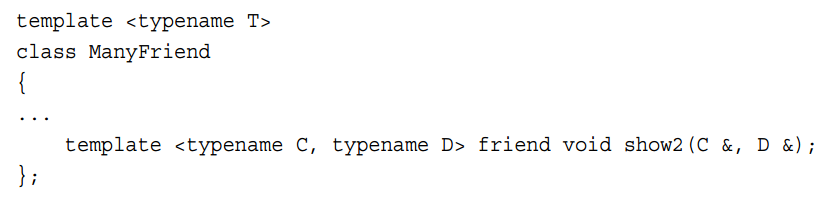 template <typename T>
class ManyFriend
{
...
    template <typename C, typename D> friend void show2(C &, D &);
};